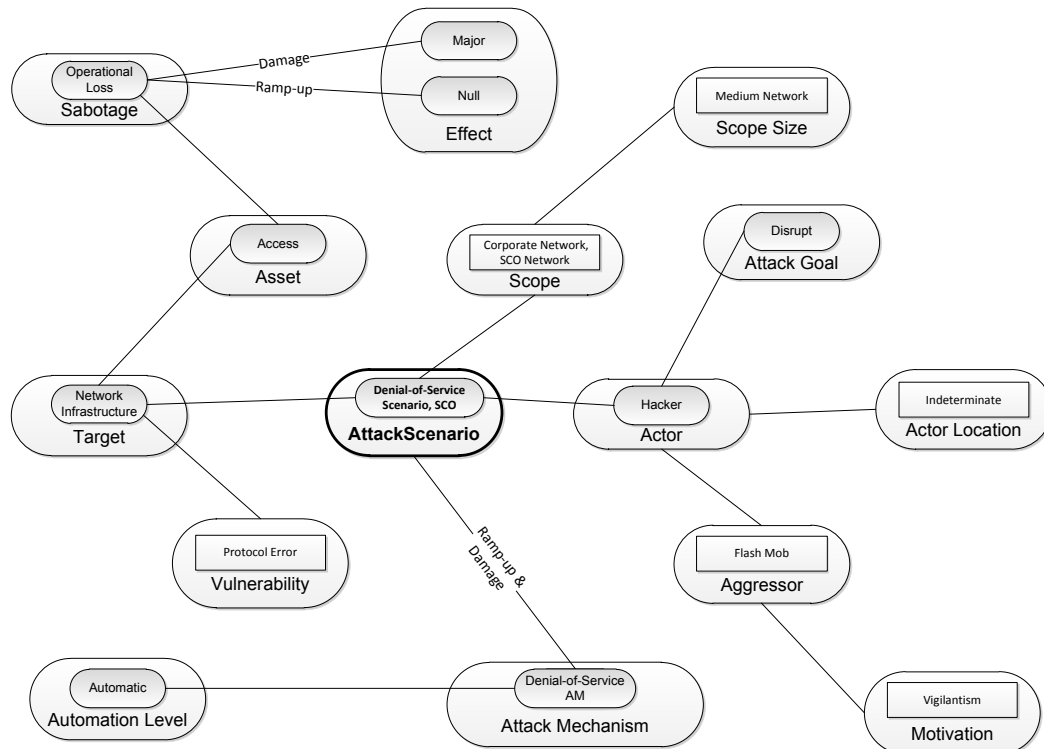 Major
Damage
Operational
Loss
Sabotage
Ramp-up
Null
Effect
Medium Network
Scope Size
Access
Asset
Corporate Network,
SCO Network
Scope
Disrupt
Attack Goal
Network
Infrastructure
Target
Denial-of-Service
Scenario, SCO
AttackScenario
Hacker
Actor
Indeterminate
Actor Location
Protocol Error
Vulnerability
Ramp-up &
Damage
Flash Mob
Aggressor
Automatic
Automation Level
Denial-of-Service
AM
Attack Mechanism
Vigilantism
Motivation